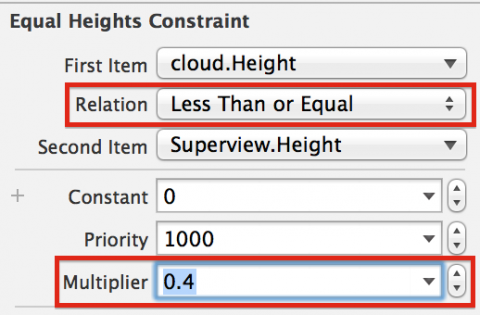 Equal Heights Constraint
First Item cloud.Height
Relation Less Than or Equal
Second Item Superview.Height
+ Constant 0
Priority 1000
Multiplier 0.4